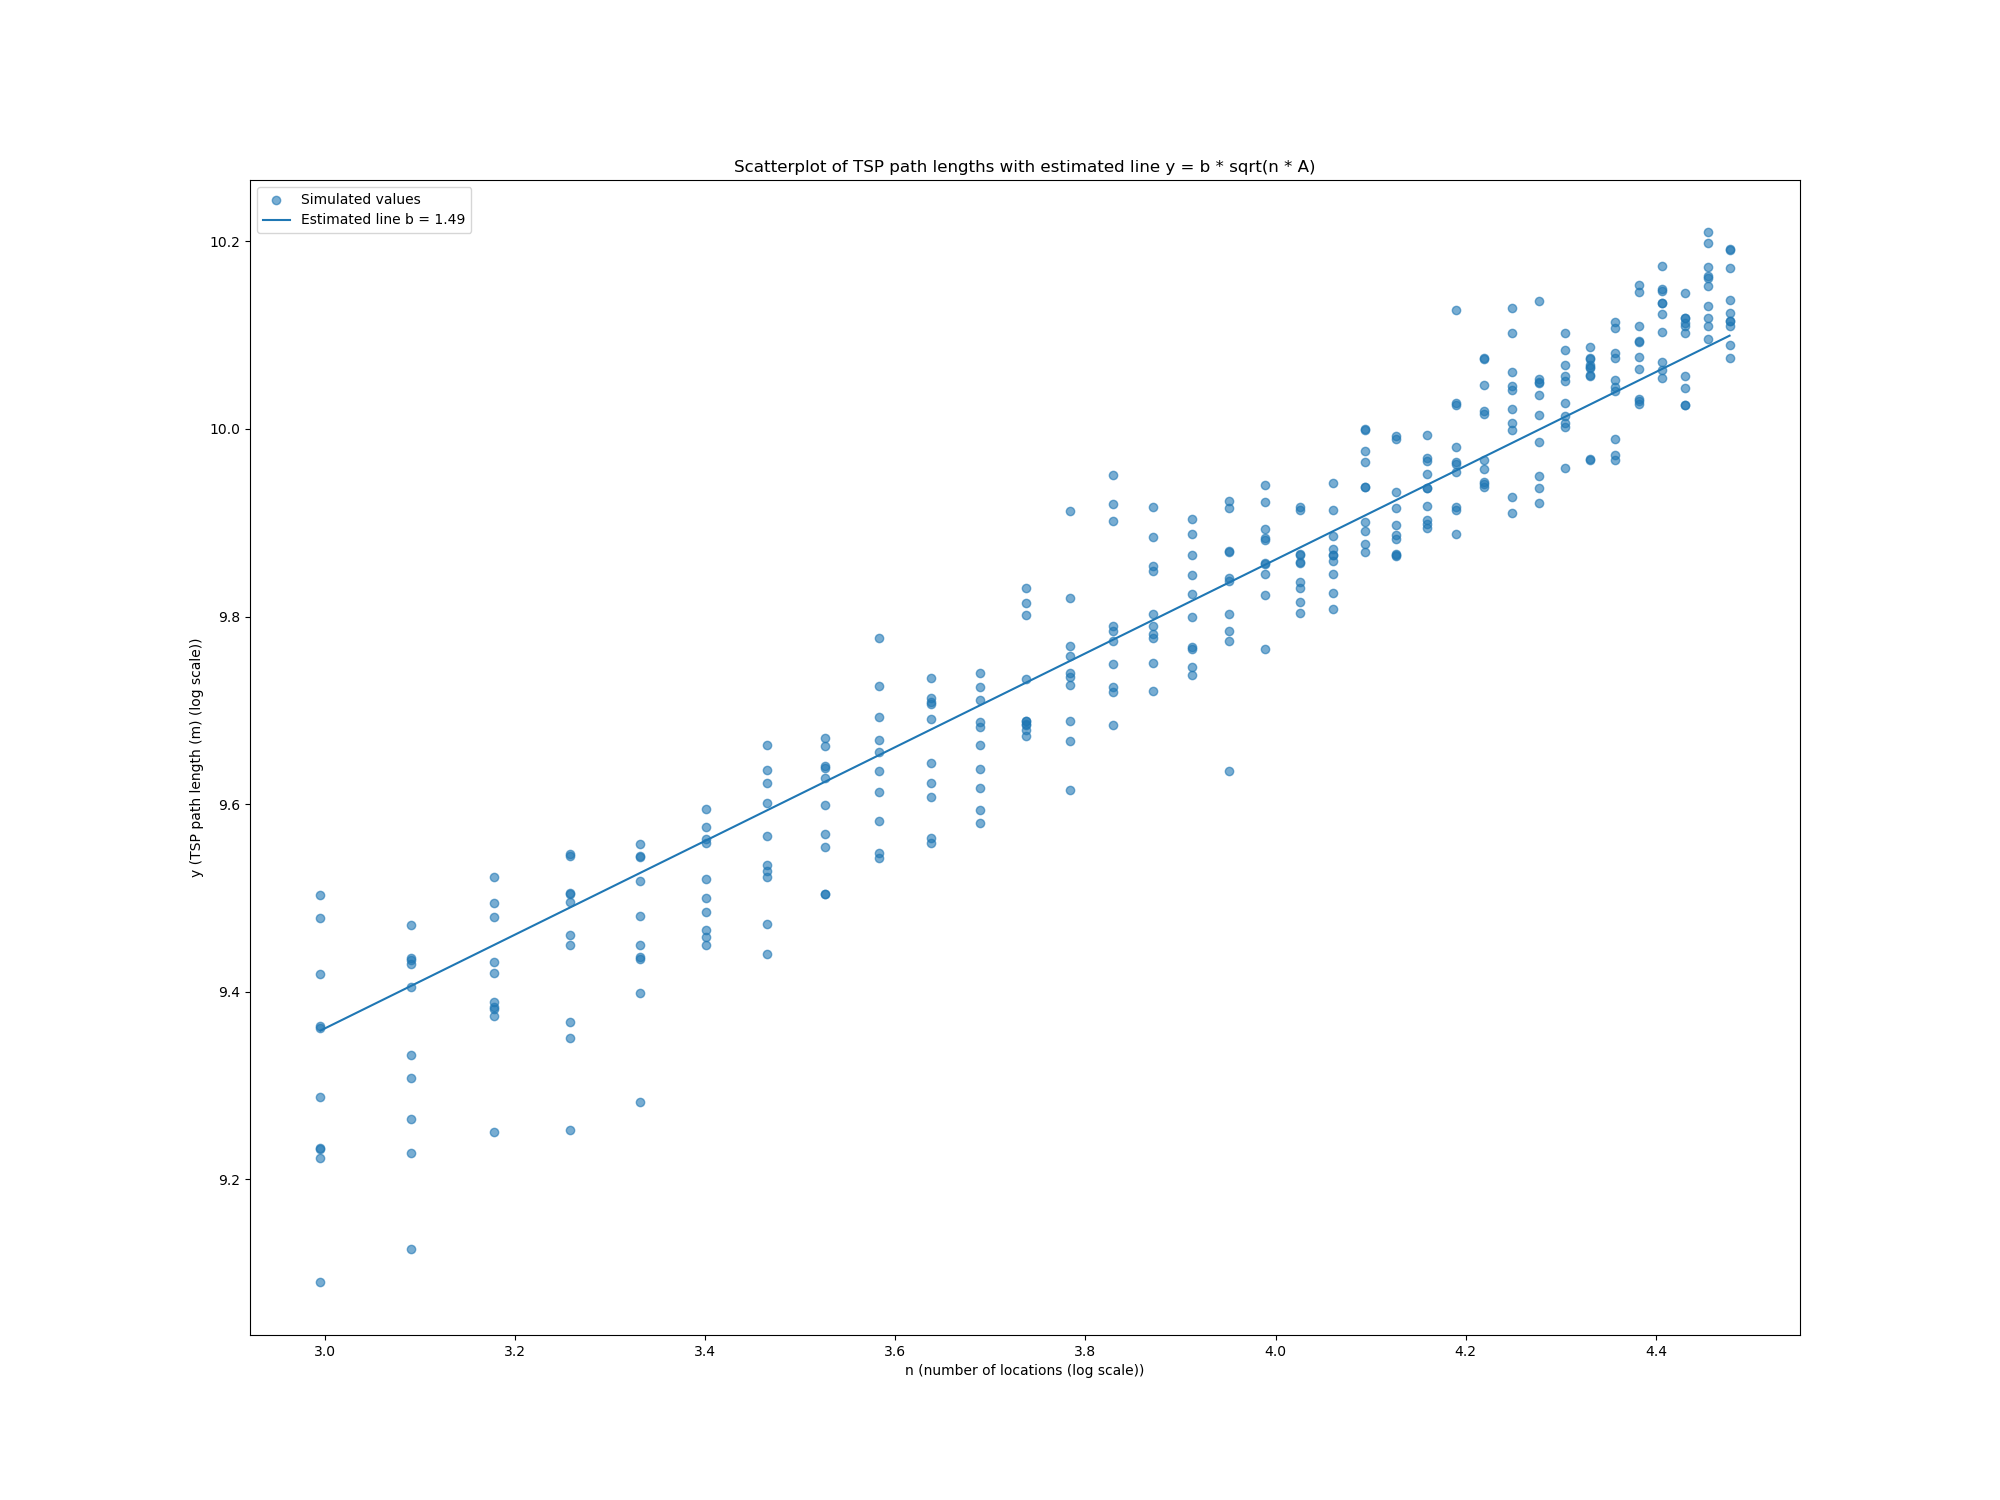 Scatterplot of TSP path lengths with estimated line y = b * sqrt(n * A)
Simulated values
Estimated line b = 1.49
10.2
10.0
9.8
9.6
9.4
9.2
y (TSP path length (m) (log scale))
3.0 3.2 3.4 3.6 3.8 4.0 4.2 4.4
n (number of locations (log scale))